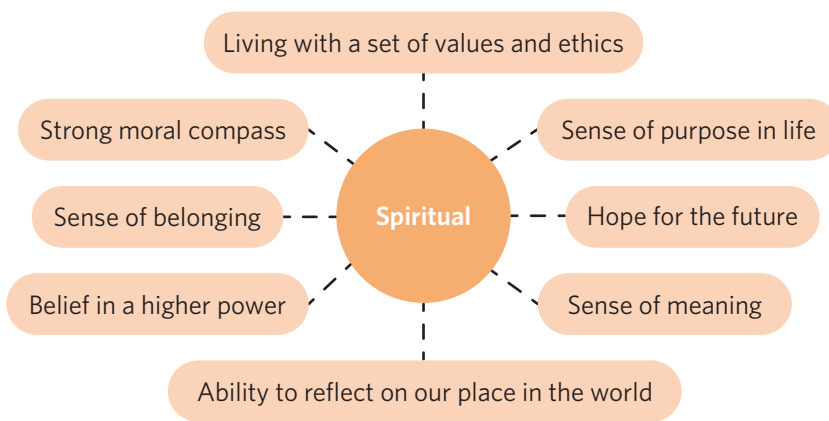 Living with a set of values and ethics
Strong moral compass
Sense of purpose in life
Sense of belonging
Spiritual
Hope for the future
Belief in a higher power
Sense of meaning
Ability to reflect on our place in the world